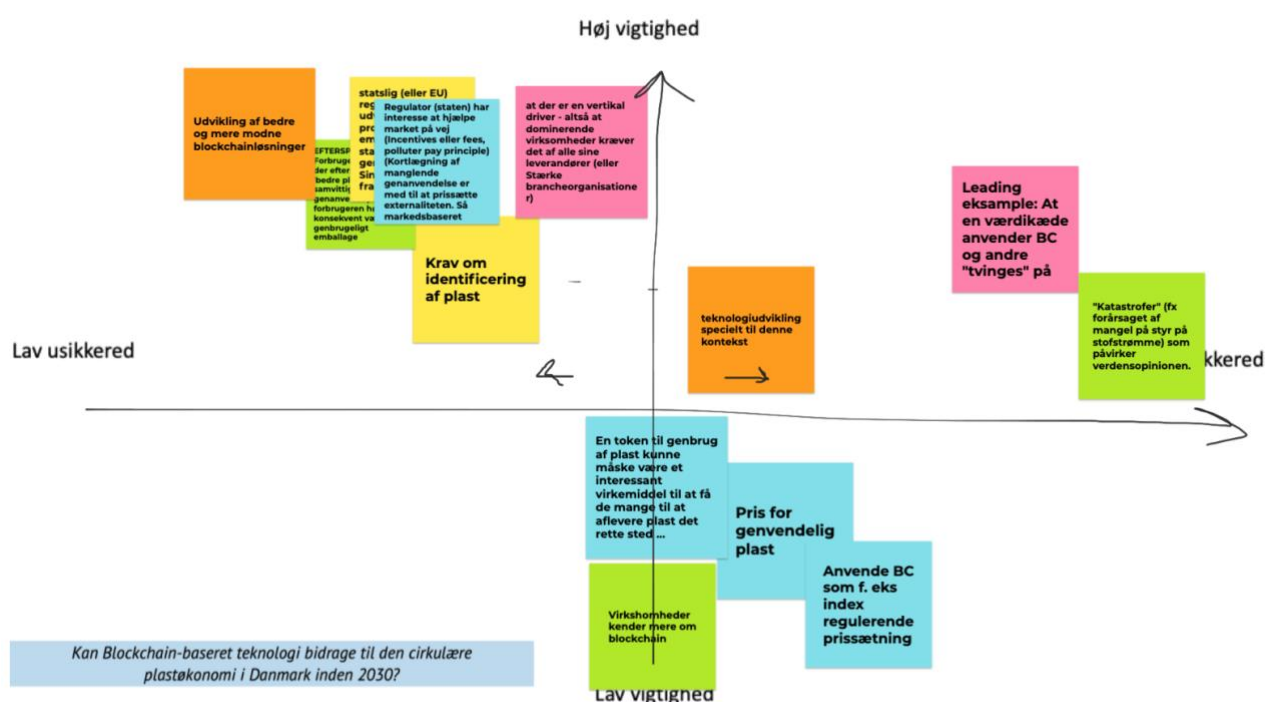 Høj vigtighed
Udvikling af bedre
og mere modne
blockchainløsninger
statslig (eller EU)
Regulator (staten) har
interesse at hjælpe
market på vej
(Incentives eller fees,
polluter pay principle)
(Kortlægning af
manglende
genanvendelse er
med til at prissætte
externaliteten. Så
markedsbaseret
der efter
forbrugeren
konsekvent
genbrugeligt
emballage
at der er en vertikal
driver - altså at
dominerende
virksomheder kræver
det af alle sine
leverandører (eller
Stærke
brancheorganisatione
r)
Krav om
identificering
af plast
Leading
eksample: At
en værdikæde
anvender BC
og andre
"tvinges" på
teknologiudvikling
specielt til denne
kontekst
"Katastrofer" (fx
forårsaget af
mangel på styr på
stofstrømme) som
påvirker
verdensopinionen.
Lav usikkered
kkered
En token til genbrug
af plast kunne
måske være et
interessant
virkemiddel til at få
de mange til at
aflevere plast det
rette sted ...
Pris for
genvendelig
plast
Anvende BC
som f. eks
index
regulerende
prissætning
Virkshomheder
kender mere om
blockchain
Lav vigtighed
Kan Blockchain-baseret teknologi bidrage til den cirkulære
plastøkonomi i Danmark inden 2030?